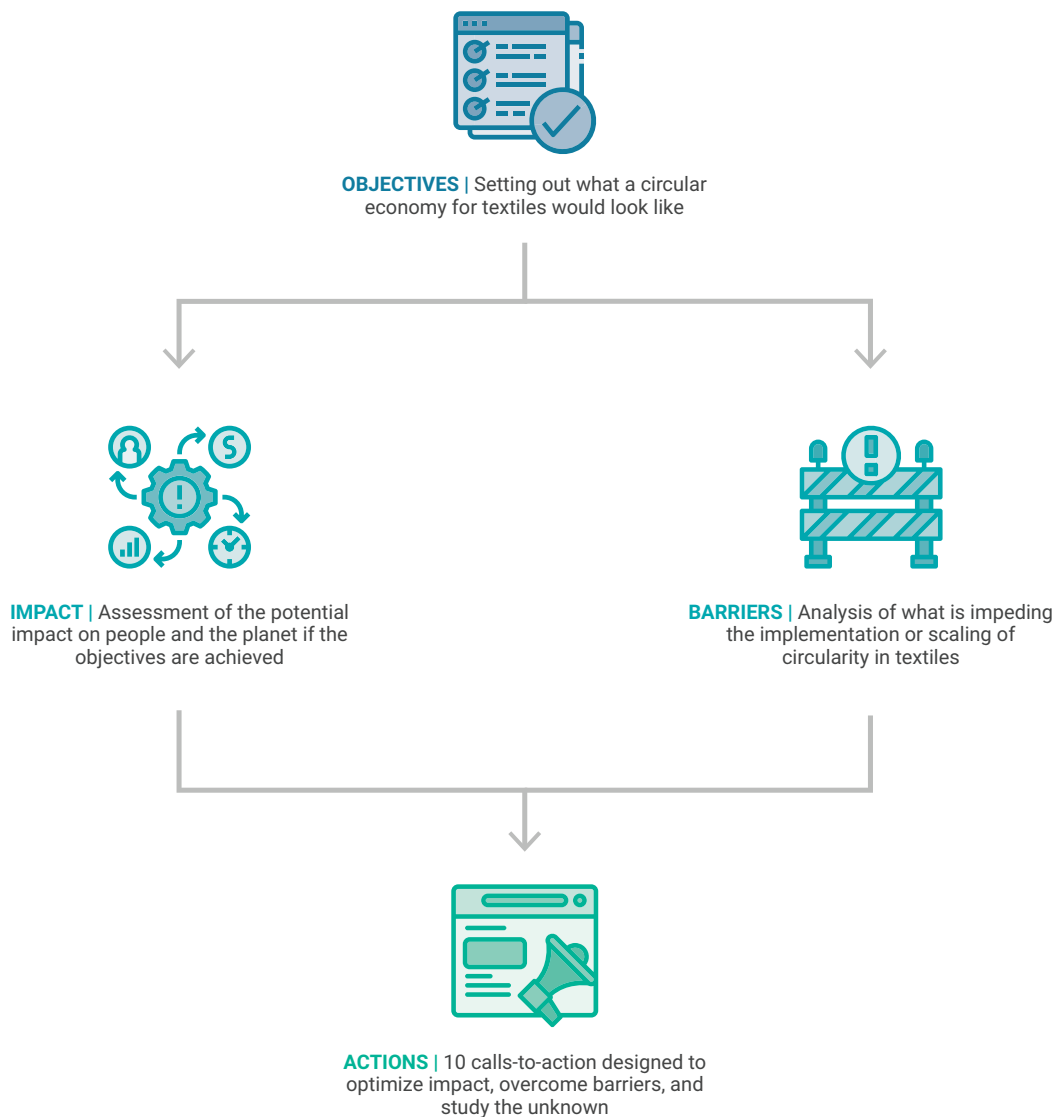 OBJECTIVES | Setting out what a circular
economy for textiles would look like
IMPACT | Assessment of the potential
impact on people and the planet if the
objectives are achieved
BARRIERS | Analysis of what is impeding
the implementation or scaling of
circularity in textiles
ACTIONS | 10 calls-to-action designed to
optimize impact, overcome barriers, and
study the unknown